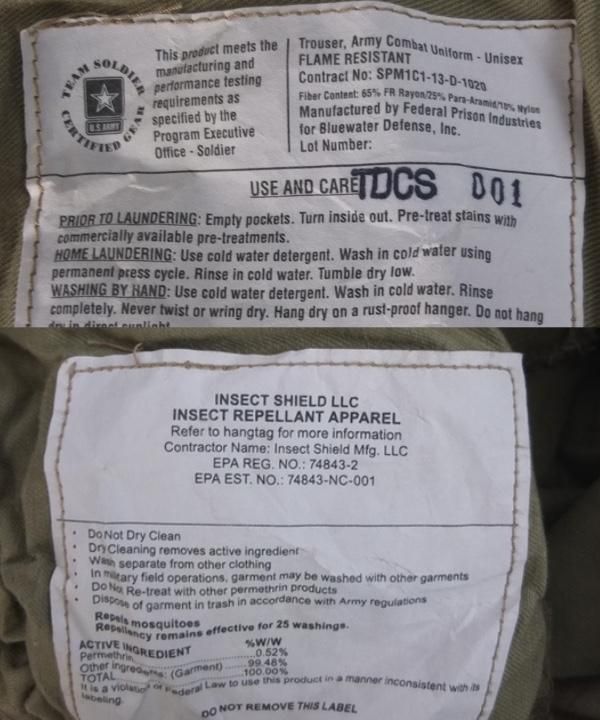 TEAM SOLDIER
CERTIFIED GEAR
U.S. ARMY
This product meets the
manufacturing and
performance testing
requirements as
specified by the
Program Executive
Office - Soldier
Trouser, Army Combat Uniform - Unisex
FLAME RESISTANT
Contract No: SPM1C1-13-D-1020
Fiber Content: 65% FR Rayon/25% Para-Aramid/10% Nylon
Manufactured by Federal Prison Industries
for Bluewater Defense, Inc.
Lot Number:
USE AND CARE TDCS D01
PRIOR TO LAUNDERING: Empty pockets. Turn inside out. Pre-treat stains with
commercially available pre-treatments.
HOME LAUNDERING: Use cold water detergent. Wash in cold water using
permanent press cycle. Rinse in cold water. Tumble dry low.
WASHING BY HAND: Use cold water detergent. Wash in cold water. Rinse
completely. Never twist or wring dry. Hang dry on a rust-proof hanger. Do not hang
dry in direct sunlight.
INSECT SHIELD LLC
INSECT REPELLANT APPAREL
Refer to hangtag for more information
Contractor Name: Insect Shield Mfg. LLC
EPA REG. NO.: 74843-2
EPA EST. NO.: 74843-NC-001
• Do Not Dry Clean
• Dry Cleaning removes active ingredient
• Wash separate from other clothing
• In military field operations, garment may be washed with other garments
• Do Not Re-treat with other permethrin products
• Dispose of garment in trash in accordance with Army regulations
Repels mosquitoes
Repellency remains effective for 25 washings.
ACTIVE INGREDIENT %W/W
Permethrin..........0.52%
Other ingredients: (Garment) ......99.48%
TOTAL ..........100.00%
It is a violation of Federal Law to use this product in a manner inconsistent with its
labeling.
DO NOT REMOVE THIS LABEL